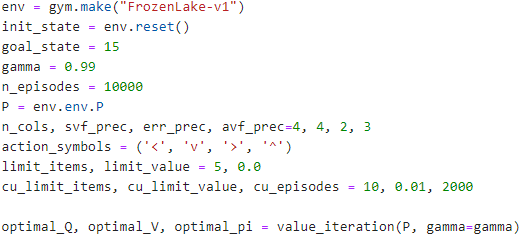 env = gym.make("FrozenLake-v1")
init_state = env.reset()
goal_state = 15
gamma = 0.99
n_episodes = 10000
P = env.env.P
n_cols, svf_prec, err_prec, avf_prec=4, 4, 2, 3
action_symbols = ('<', 'v', '>', '^')
limit_items, limit_value = 5, 0.0
cu_limit_items, cu_limit_value, cu_episodes = 10, 0.01, 2000

optimal_Q, optimal_V, optimal_pi = value_iteration(P, gamma=gamma)